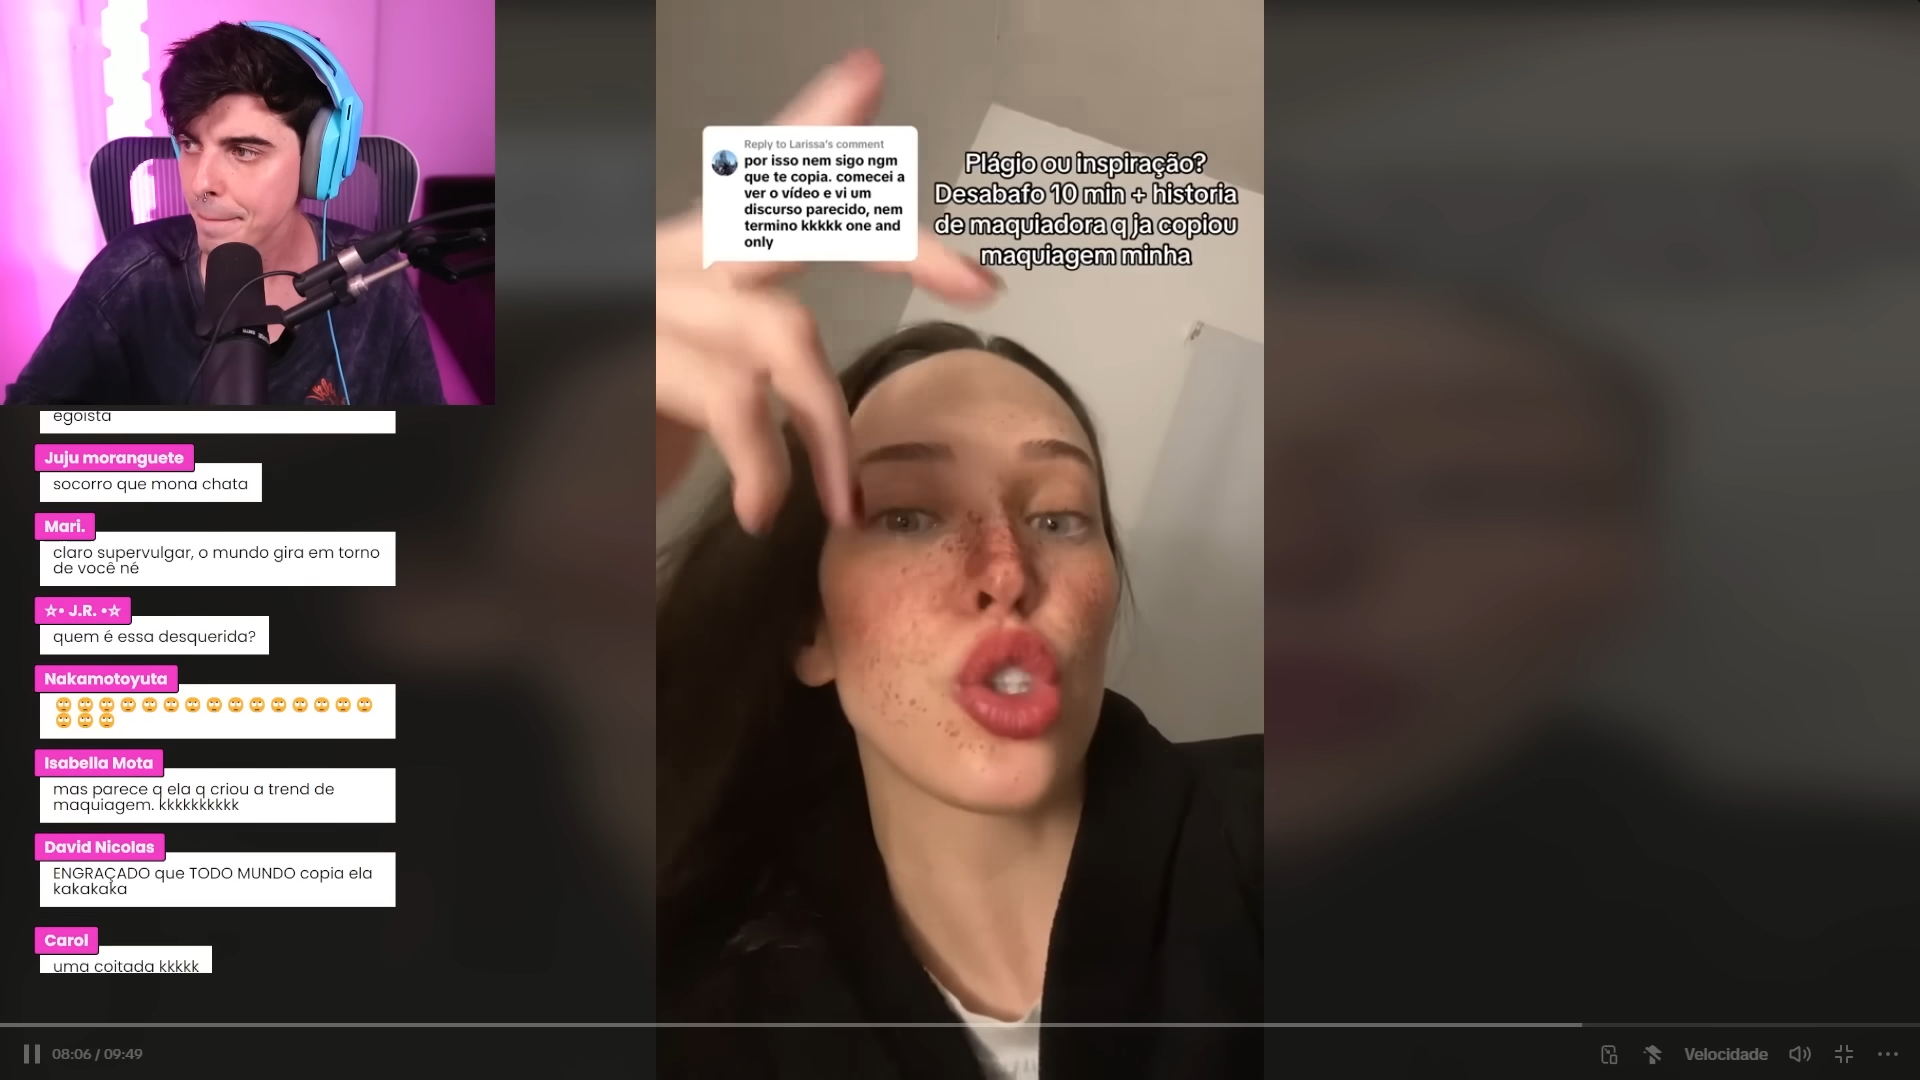 Reply to Larissa's comment
por isso nem sigo ngm
que te copia. comecei a
ver o vídeo e vi um
discurso parecido, nem
termino kkkkk one and
only
Plágio ou inspiração?
Desabafo 10 min + historia
de maquiadora q ja copiou
maquiagem minha
egoista
Juju moranguete
socorro que mona chata
Mari.
claro supervulgar, o mundo gira em torno
de você né
☆• J.R. •☆
quem é essa desquerida?
Nakamotoyuta
🙄🙄🙄🙄🙄🙄🙄🙄🙄🙄🙄🙄🙄🙄🙄
🙄🙄🙄
Isabella Mota
mas parece q ela q criou a trend de
maquiagem. kkkkkkkkkk
David Nicolas
ENGRAÇADO que TODO MUNDO copia ela
kakakaka
Carol
uma coitada kkkkk
08:06 / 09:49
Velocidade